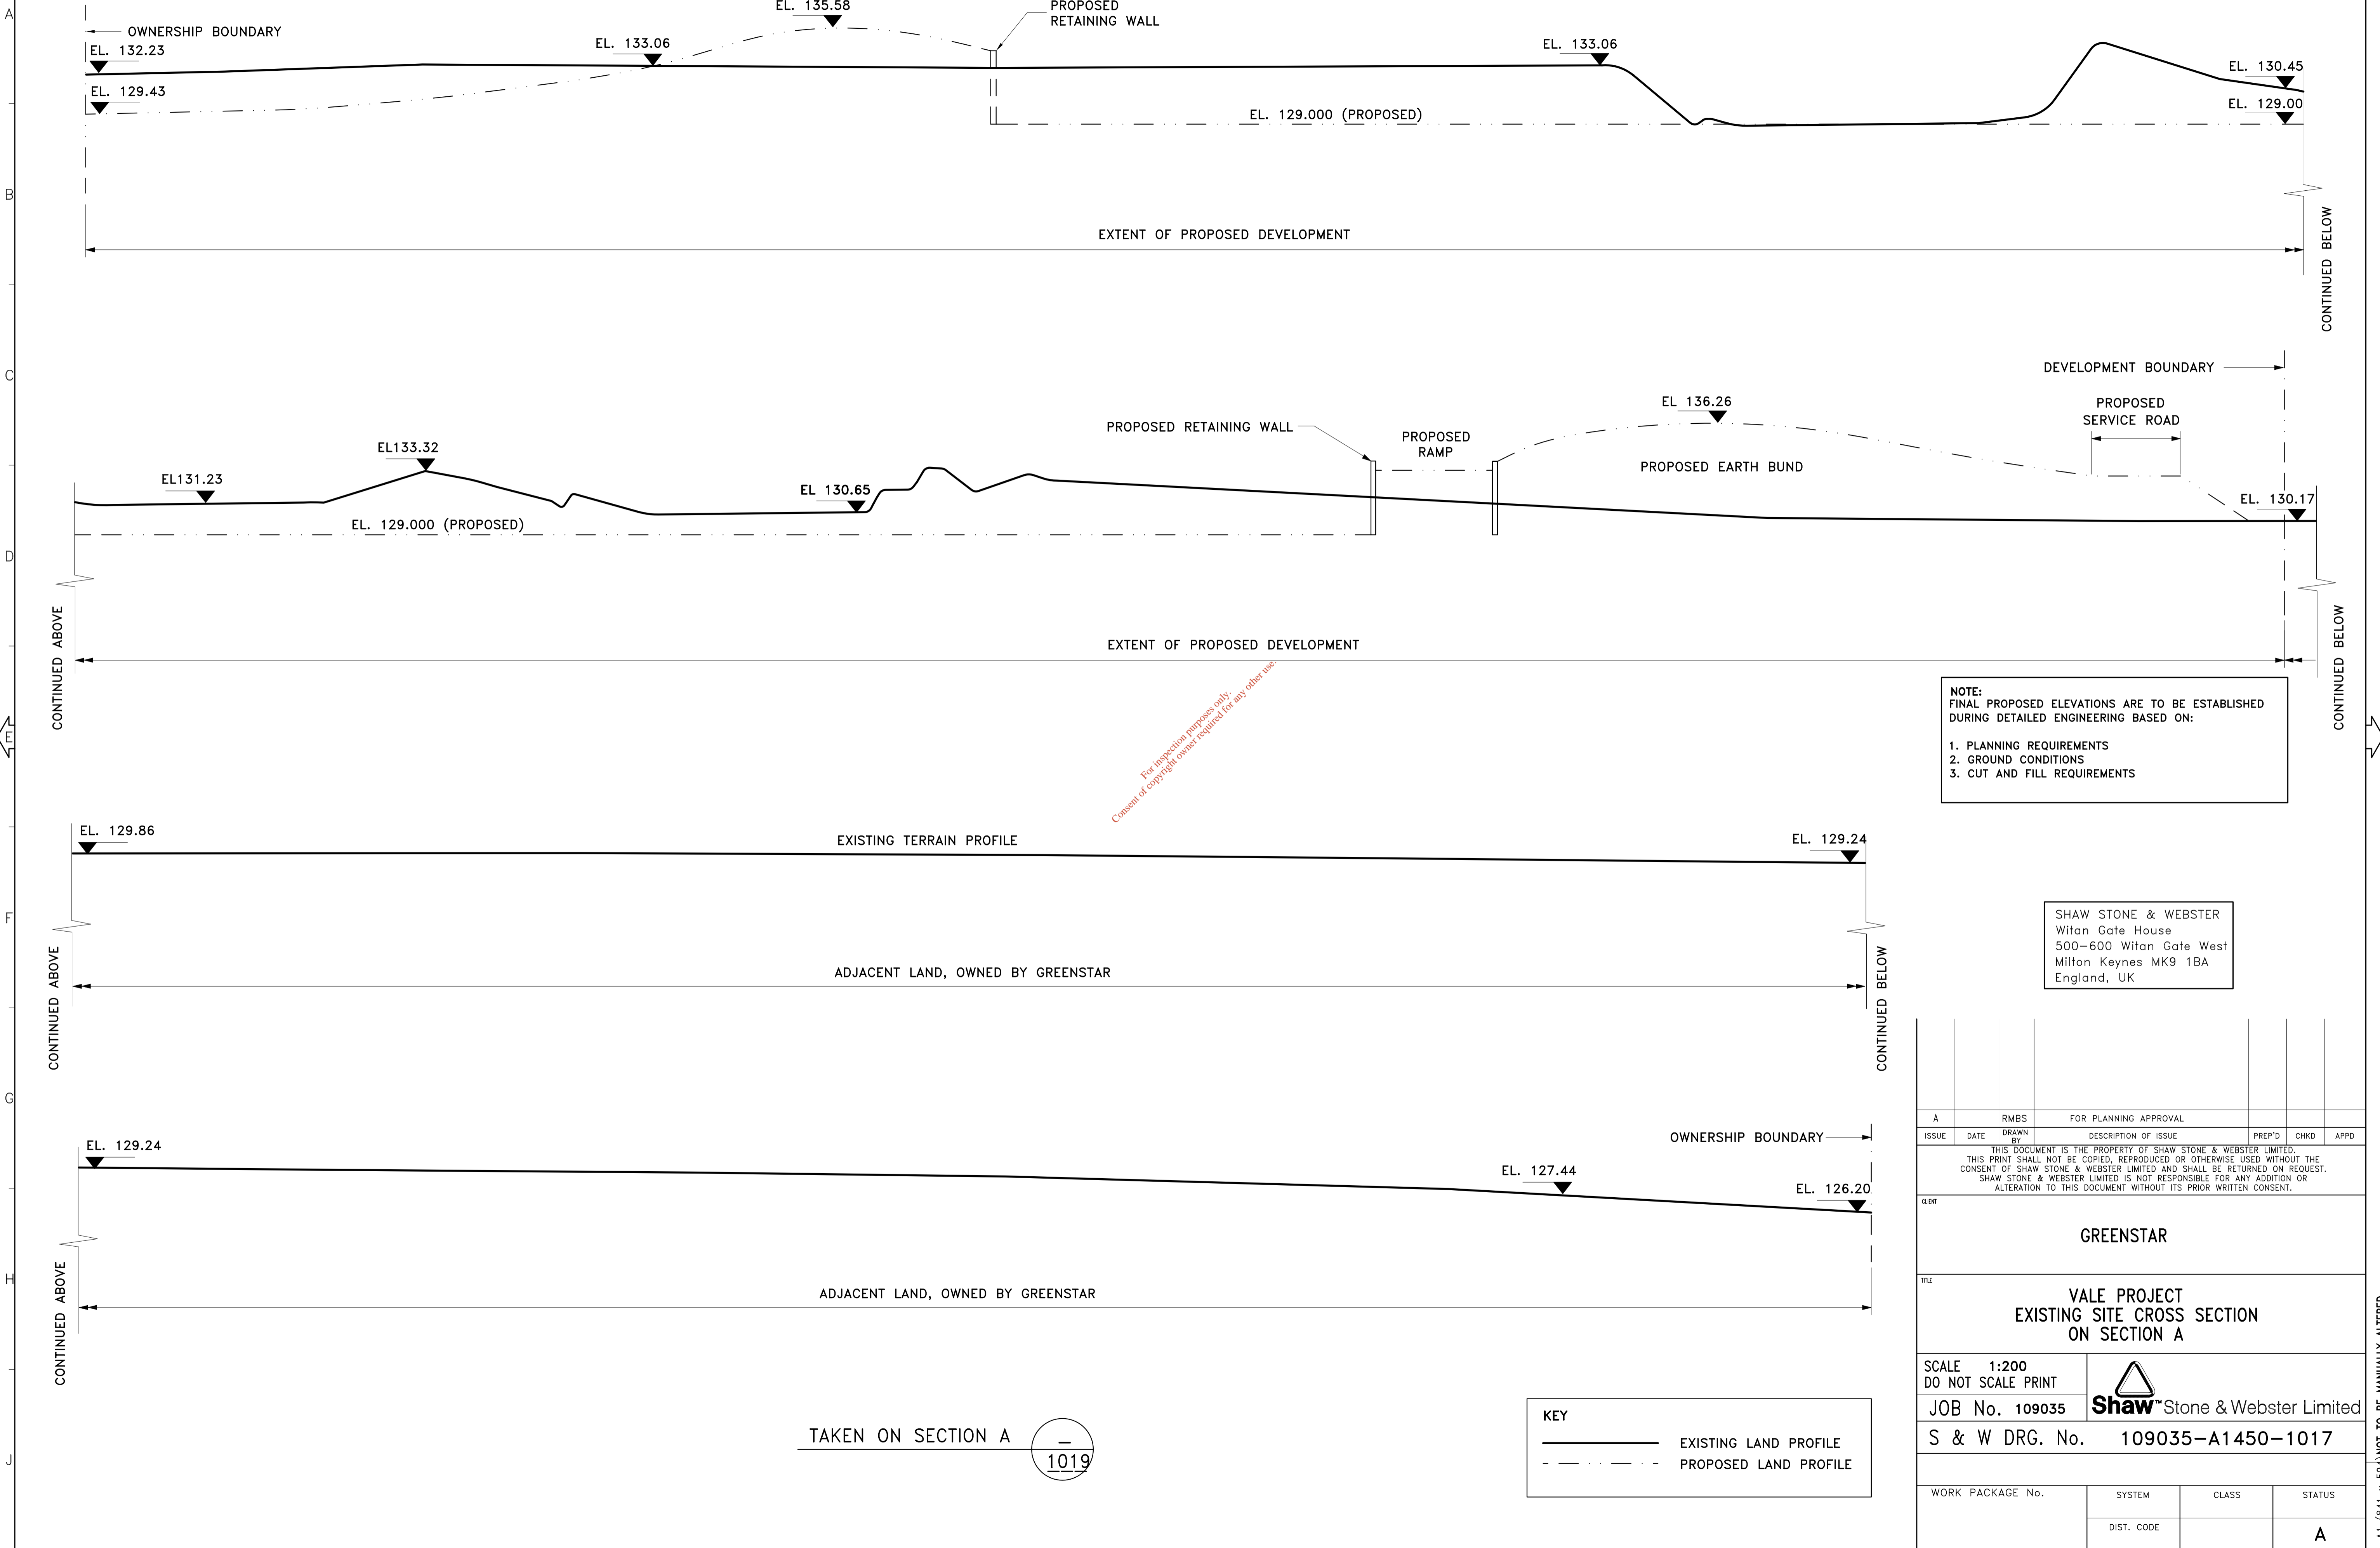 A
EL. 135.58
PROPOSED
RETAINING WALL
OWNERSHIP BOUNDARY
EL. 132.23
EL. 133.06
EL. 133.06
EL. 130.45
EL. 129.43
EL. 129.000 (PROPOSED)
EL. 129.00
B
EXTENT OF PROPOSED DEVELOPMENT
CONTINUED BELOW
C
DEVELOPMENT BOUNDARY
EL 136.26
PROPOSED
SERVICE ROAD
PROPOSED RETAINING WALL
PROPOSED
RAMP
EL133.32
PROPOSED EARTH BUND
EL131.23
EL 130.65
EL. 130.17
EL. 129.000 (PROPOSED)
D
CONTINUED ABOVE
EXTENT OF PROPOSED DEVELOPMENT
CONTINUED BELOW
For inspection purposes only.
Consent of copyright owner required for any other use.
NOTE:
FINAL PROPOSED ELEVATIONS ARE TO BE ESTABLISHED
DURING DETAILED ENGINEERING BASED ON:
1. PLANNING REQUIREMENTS
2. GROUND CONDITIONS
3. CUT AND FILL REQUIREMENTS
E
EL. 129.86
EXISTING TERRAIN PROFILE
EL. 129.24
F
SHAW STONE & WEBSTER
Witan Gate House
500-600 Witan Gate West
Milton Keynes MK9 1BA
England, UK
CONTINUED ABOVE
ADJACENT LAND, OWNED BY GREENSTAR
CONTINUED BELOW
G
EL. 129.24
OWNERSHIP BOUNDARY
EL. 127.44
EL. 126.20
H
CONTINUED ABOVE
ADJACENT LAND, OWNED BY GREENSTAR
A RMBS FOR PLANNING APPROVAL
ISSUE DATE DRAWN BY DESCRIPTION OF ISSUE PREP'D CHKD APPD
THIS DOCUMENT IS THE PROPERTY OF SHAW STONE & WEBSTER LIMITED.
THIS PRINT SHALL NOT BE COPIED, REPRODUCED OR OTHERWISE USED WITHOUT THE
CONSENT OF SHAW STONE & WEBSTER LIMITED AND SHALL BE RETURNED ON REQUEST.
SHAW STONE & WEBSTER LIMITED IS NOT RESPONSIBLE FOR ANY ADDITION OR
ALTERATION TO THIS DOCUMENT WITHOUT ITS PRIOR WRITTEN CONSENT.
CLIENT
GREENSTAR
TITLE
VALE PROJECT
EXISTING SITE CROSS SECTION
ON SECTION A
SCALE 1:200
DO NOT SCALE PRINT
JOB No. 109035
Shaw™ Stone & Webster Limited
S & W DRG. No. 109035-A1450-1017
WORK PACKAGE No.
SYSTEM
CLASS
STATUS
DIST. CODE
A
J
TAKEN ON SECTION A
1019
KEY
EXISTING LAND PROFILE
PROPOSED LAND PROFILE
NOT TO BE MANUALLY ALTERED